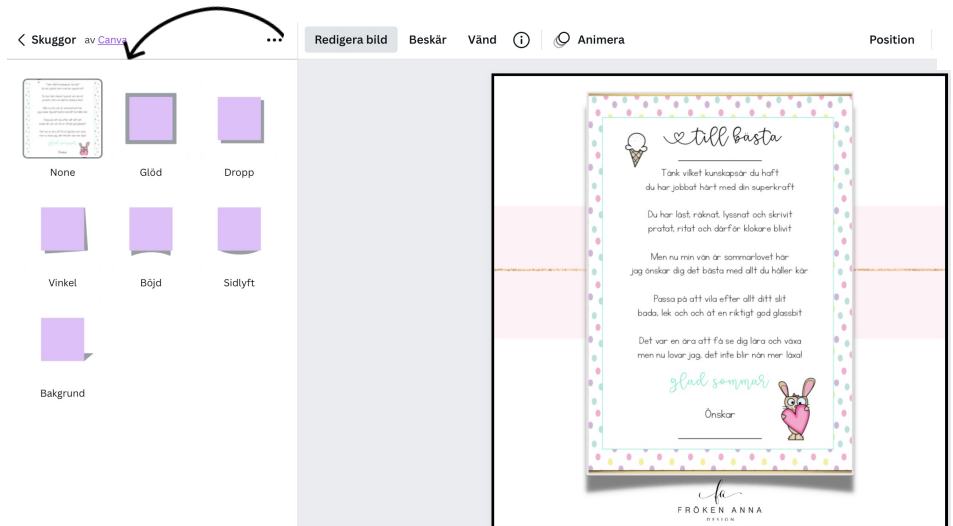 Skuggor av Canva
Redigera bild Beskär Vänd Animera Position
None Glöd Dropp
Vinkel Böjd Sidlyft
Bakgrund
till bästa
Tänk vilket kunskapsår du haft
du har jobbat hårt med din superkraft
Du har läst, räknat, lyssnat och skrivit
pratat, ritat och därför klokare blivit
Men nu min vän är sommarlovet här
jag önskar dig det bästa med allt du håller kär
Passa på att vila efter allt ditt slit
bada, lek och och ät en riktigt god glassbit
Det var en ära att få se dig lära och växa
men nu lovar jag, det inte blir nån mer läxa!
glad sommar
Önskar
fa
FRÖKEN ANNA
DESIGN